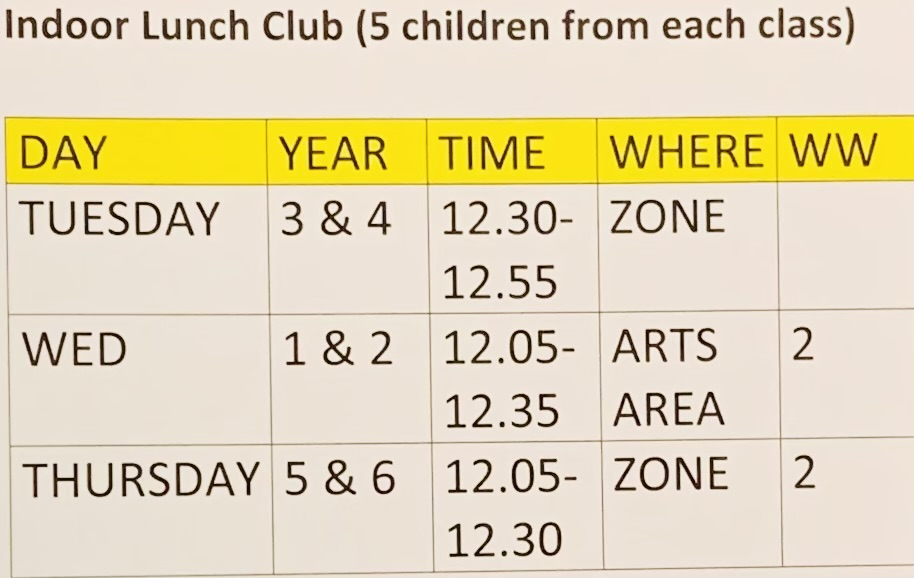 Indoor Lunch Club (5 children from each class)
DAY YEAR TIME WHERE WW
TUESDAY 3 & 4 12.30- ZONE
12.55
WED 1 & 2 12.05- ARTS 2
12.35 AREA
THURSDAY 5 & 6 12.05- ZONE 2
12.30